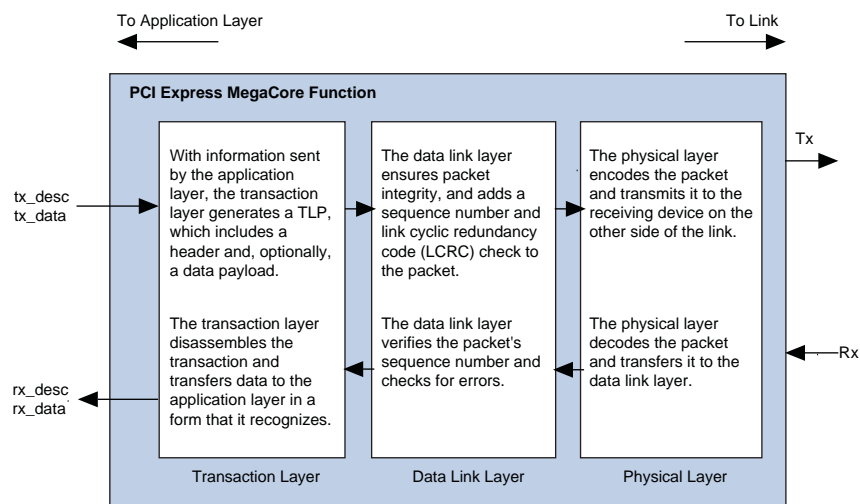 To Application Layer
To Link
PCI Express MegaCore Function
With information sent
by the application
layer, the transaction
layer generates a TLP,
which includes a
header and, optionally,
a data payload.
The data link layer
ensures packet
integrity, and adds a
sequence number and
link cyclic redundancy
code (LCRC) check to
the packet.
The physical layer
encodes the packet
and transmits it to the
receiving device on the
other side of the link.
Tx
tx_desc
tx_data
The transaction layer
disassembles the
transaction and
transfers data to the
application layer in a
form that it recognizes.
The data link layer
verifies the packet's
sequence number and
checks for errors.
The physical layer
decodes the packet
and transfers it to the
data link layer.
Rx
rx_desc
rx_data
Transaction Layer
Data Link Layer
Physical Layer